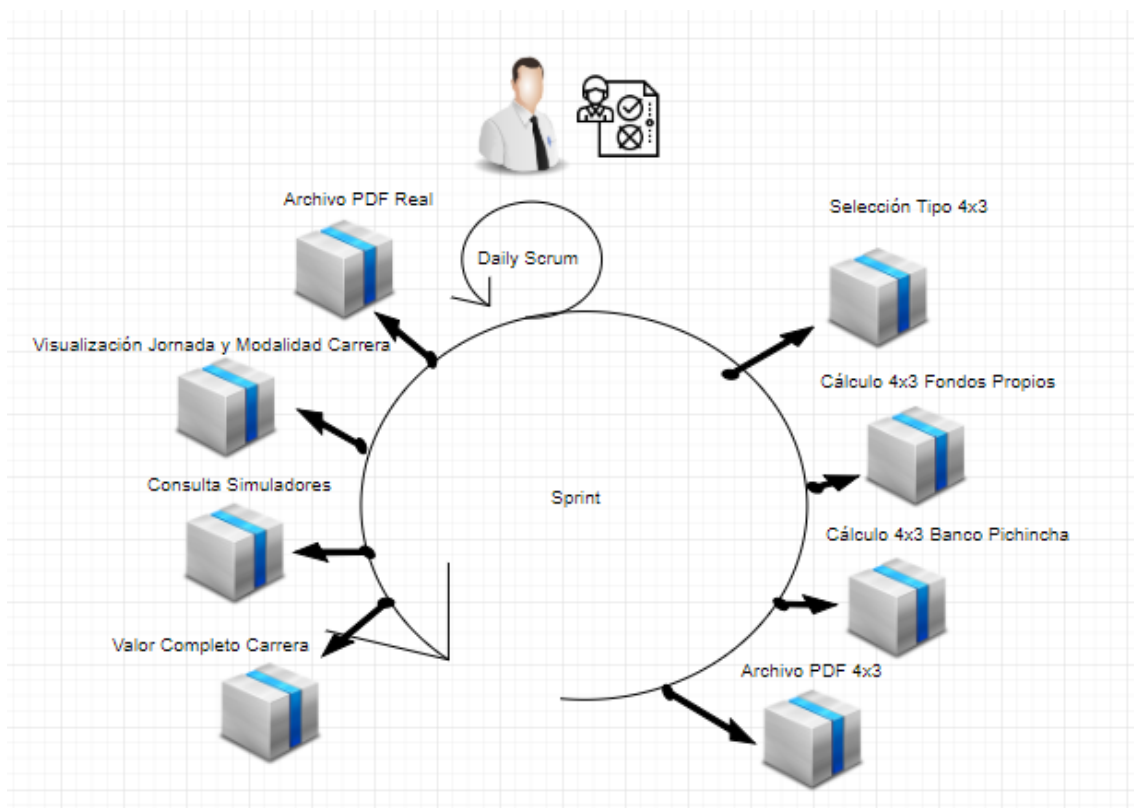 Archivo PDF Real
Selección Tipo 4x3
Daily Scrum
Visualización Jornada y Modalidad Carrera
Cálculo 4x3 Fondos Propios
Consulta Simuladores
Sprint
Cálculo 4x3 Banco Pichincha
Valor Completo Carrera
Archivo PDF 4x3